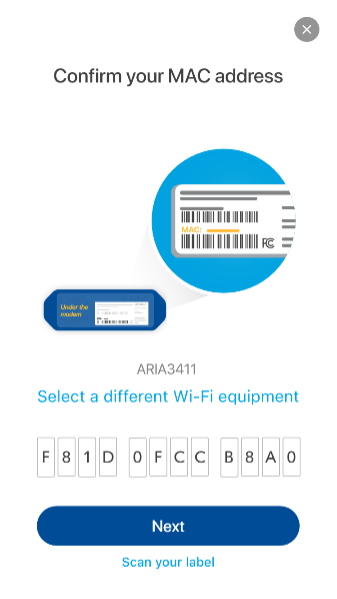 Confirm your MAC address
MAC:
FC
Under the
modem
ARIA3411
Select a different Wi-Fi equipment
F 8 1 D 0 F C C B 8 A 0
Next
Scan your label